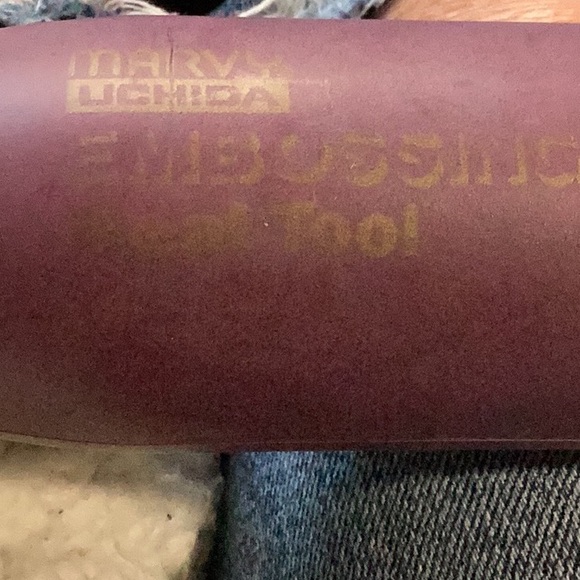 MARVY
UCHIDA
EMBOSSING
Heat Tool